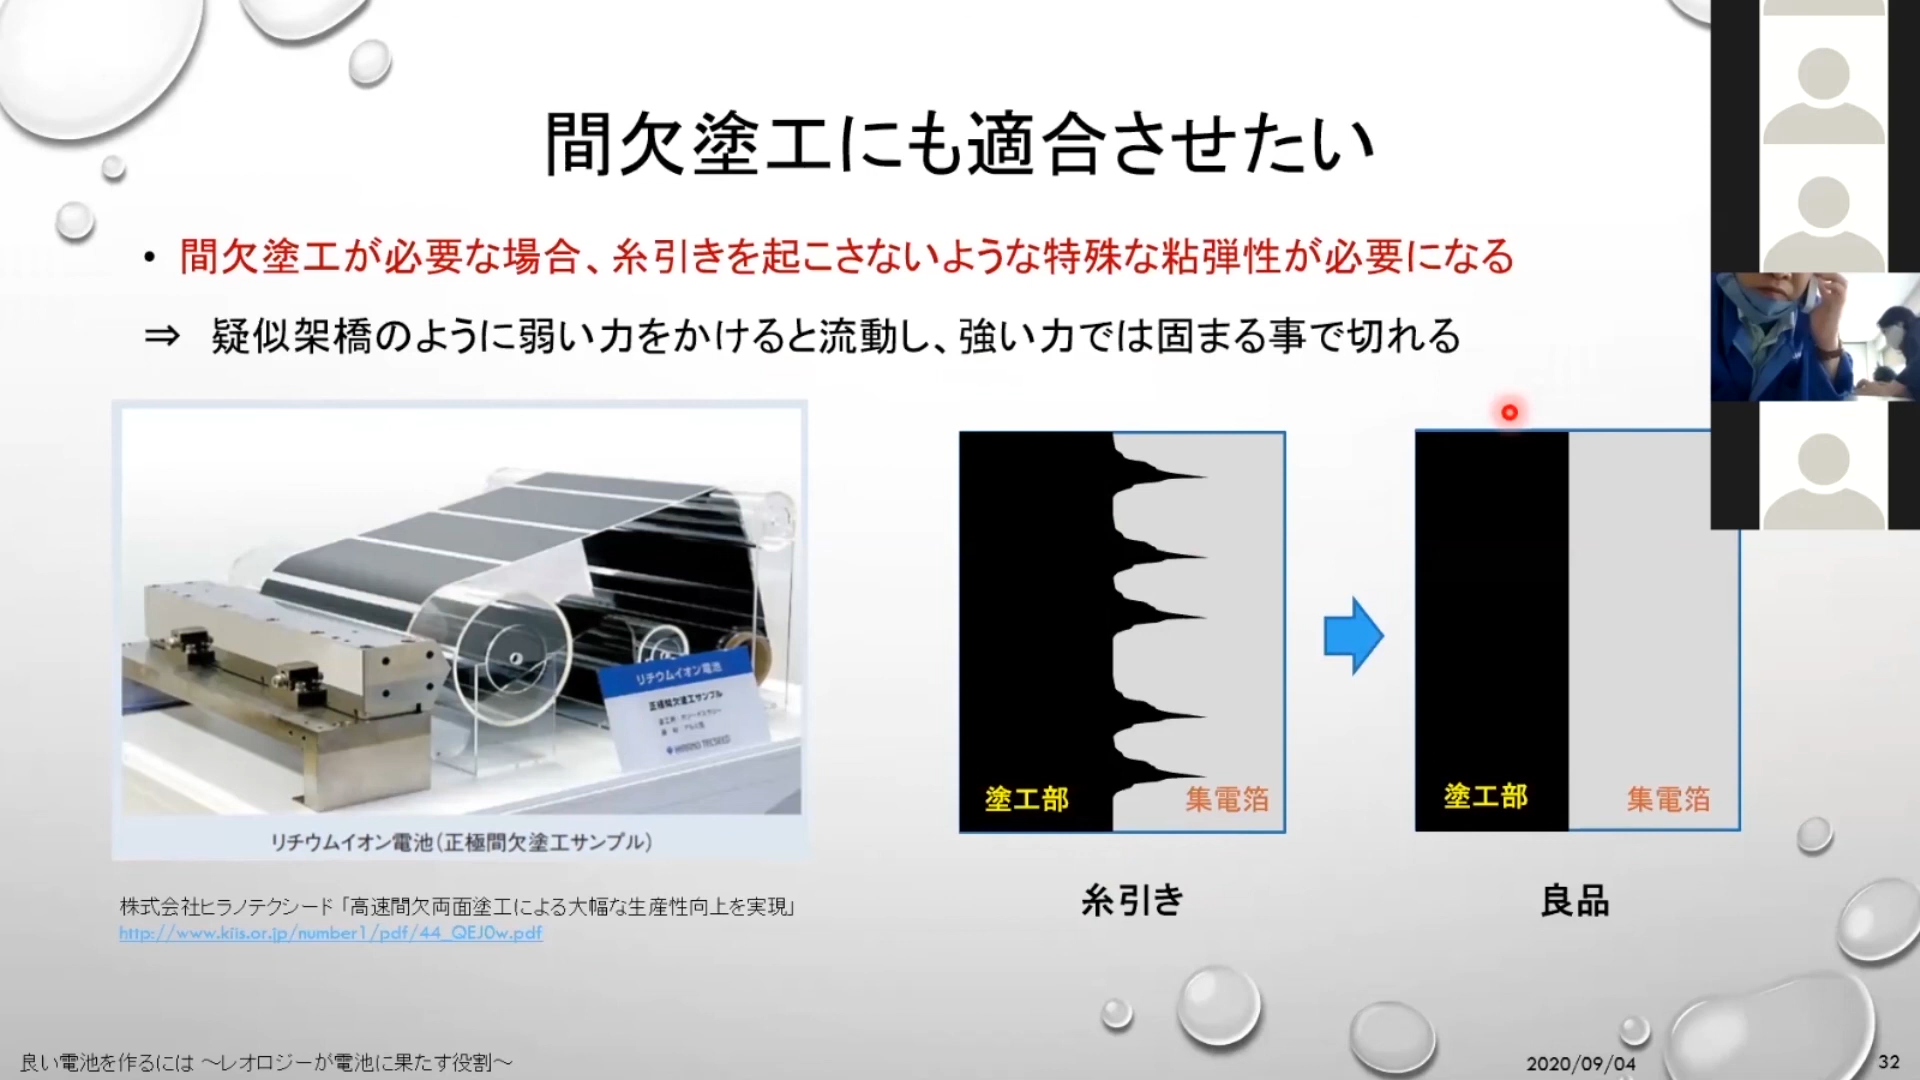 間欠塗工にも適合させたい
• 間欠塗工が必要な場合、糸引きを起こさないような特殊な粘弾性が必要になる
⇒ 疑似架橋のように弱い力をかけると流動し、強い力では固まる事で切れる
リチウムイオン電池
正極間欠塗工サンプル
HIRANO TECSEED
リチウムイオン電池(正極間欠塗工サンプル)
株式会社ヒラノテクシード「高速間欠両面塗工による大幅な生産性向上を実現」
http://www.kiis.or.jp/number1/pdf/44_QEJ0w.pdf
塗工部
集電箔
糸引き
塗工部
集電箔
良品
良い電池を作るには ～レオロジーが電池に果たす役割～
2020/09/04
32